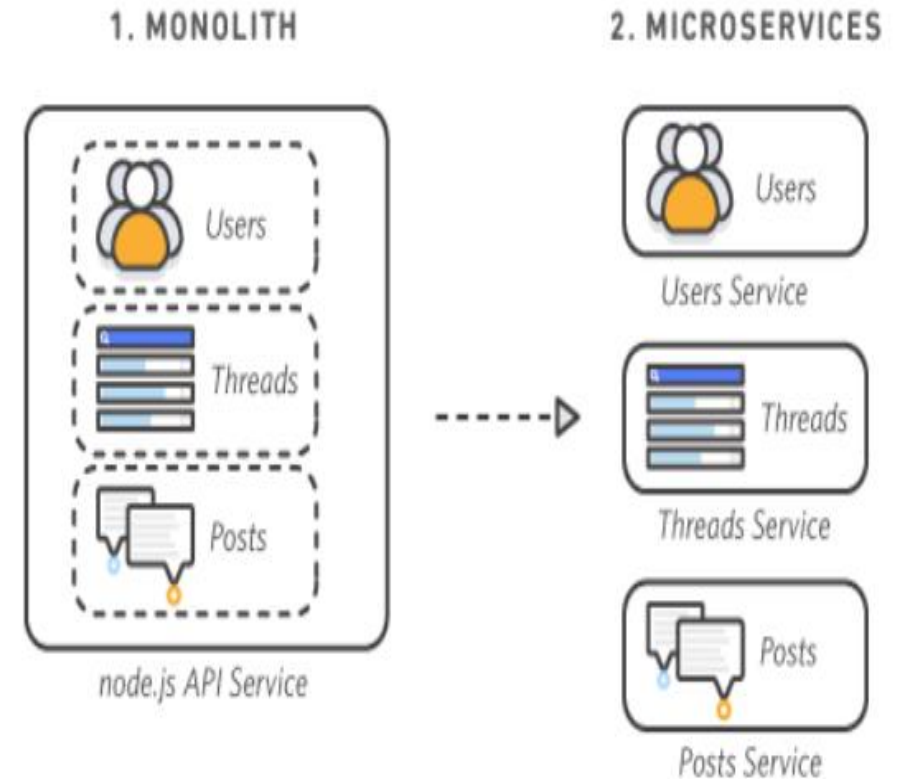 1. MONOLITH
Users
Threads
Posts
node.js API Service
2. MICROSERVICES
Users
Users Service
Threads
Threads Service
Posts
Posts Service